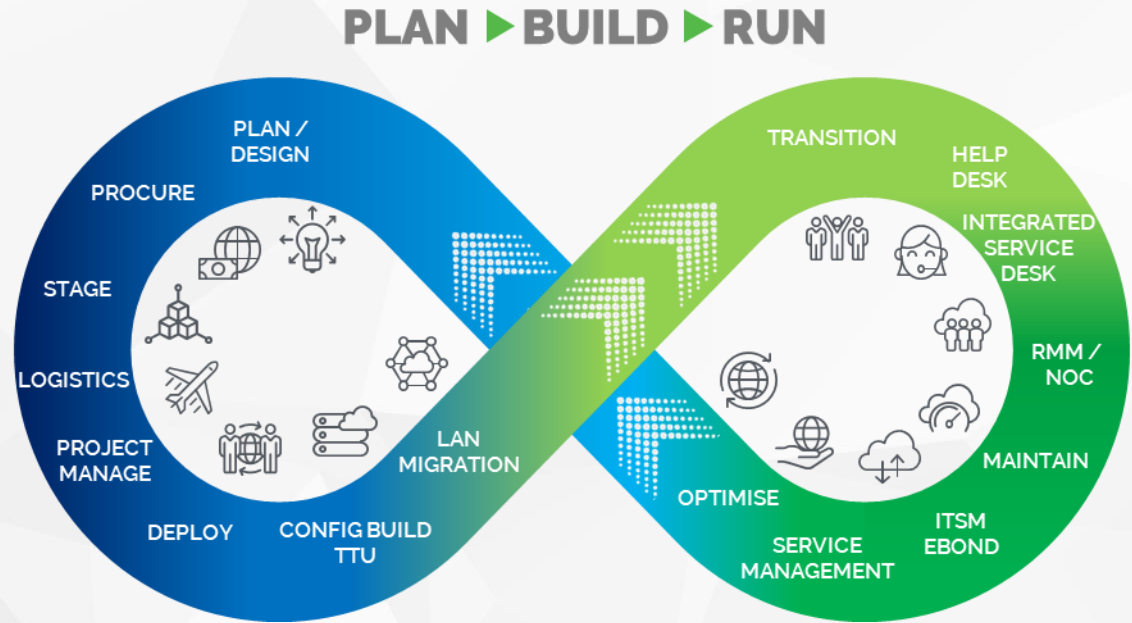 PLAN BUILD RUN
PLAN /
DESIGN
PROCURE
STAGE
LOGISTICS
PROJECT
MANAGE
DEPLOY
CONFIG BUILD
TTU
LAN
MIGRATION
TRANSITION
HELP
DESK
INTEGRATED
SERVICE
DESK
RMM /
NOC
MAINTAIN
ITSM
EBOND
SERVICE
MANAGEMENT
OPTIMISE